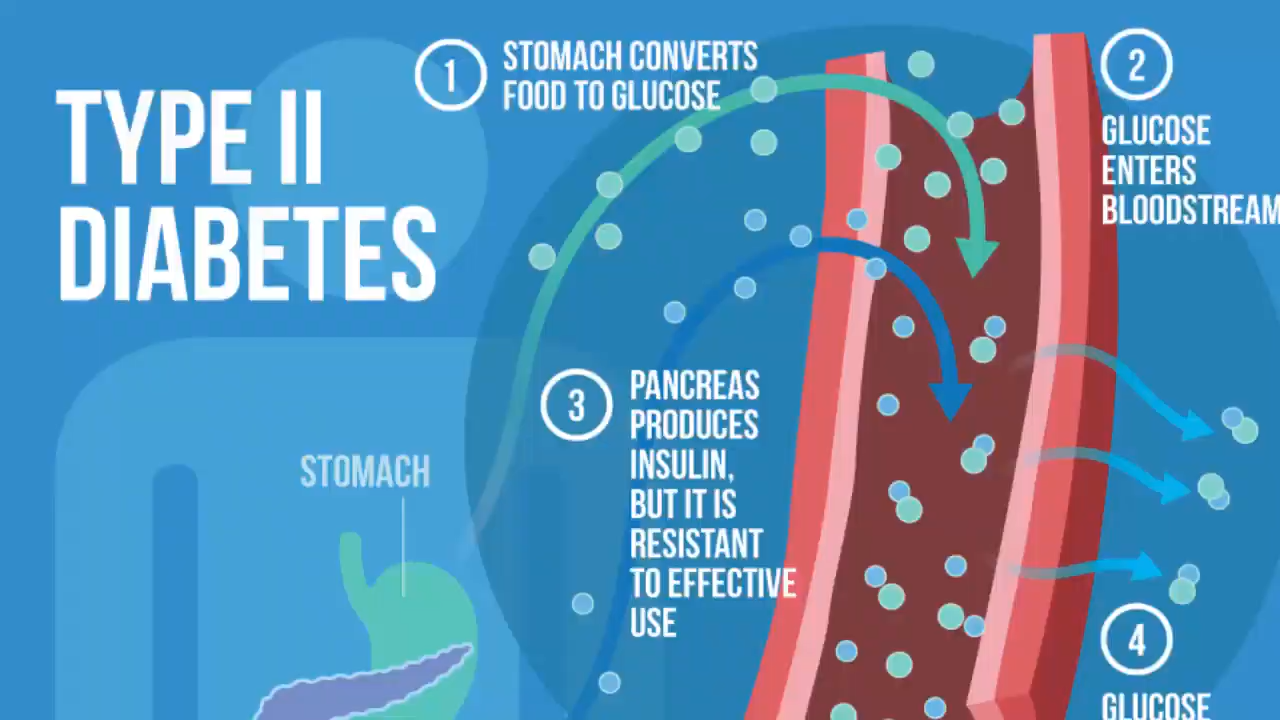 TYPE II
DIABETES
1
STOMACH CONVERTS
FOOD TO GLUCOSE
2
GLUCOSE
ENTERS
BLOODSTREAM
3
PANCREAS
PRODUCES
INSULIN,
BUT IT IS
RESISTANT
TO EFFECTIVE
USE
STOMACH
4
GLUCOSE